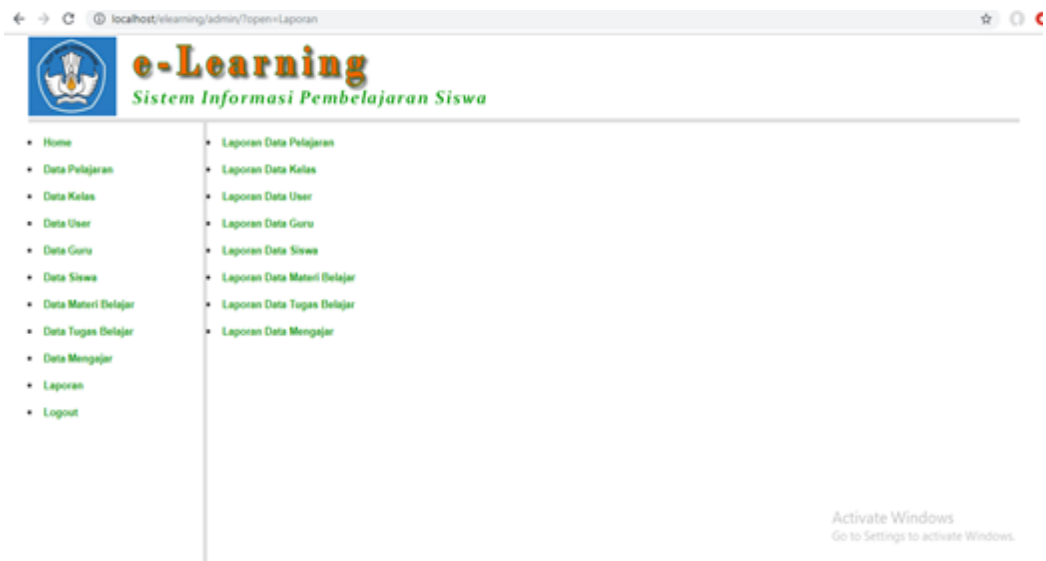 localhost/elearning/admin/?open=Laporan
e-Learning
Sistem Informasi Pembelajaran Siswa
Home
Data Pelajaran
Data Kelas
Data User
Data Guru
Data Siswa
Data Materi Belajar
Data Tugas Belajar
Data Mengajar
Laporan
Logout
Laporan Data Pelajaran
Laporan Data Kelas
Laporan Data User
Laporan Data Guru
Laporan Data Siswa
Laporan Data Materi Belajar
Laporan Data Tugas Belajar
Laporan Data Mengajar
Activate Windows
Go to Settings to activate Windows.